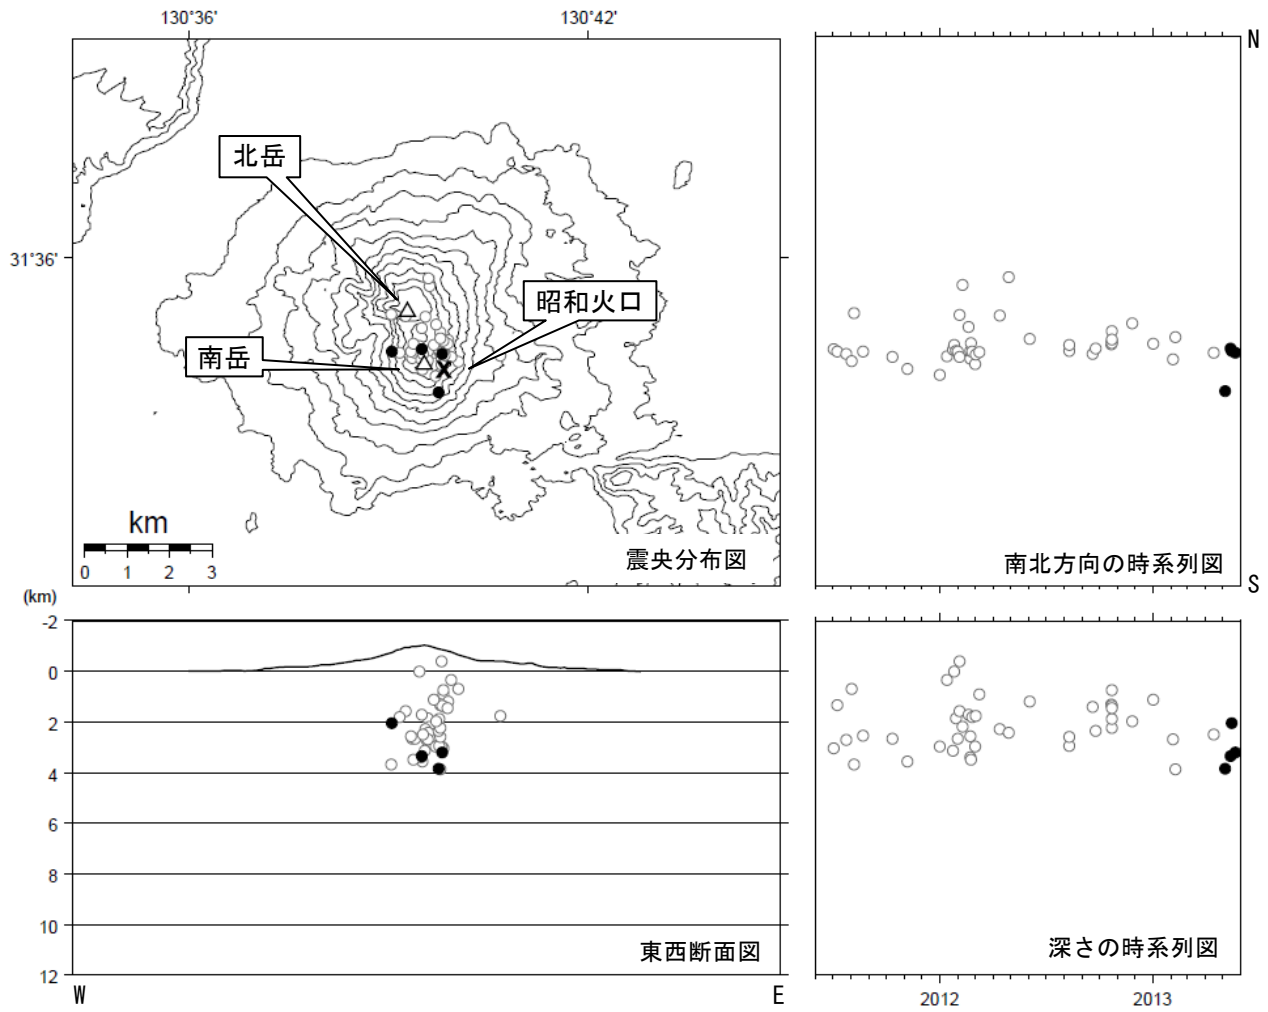 130°36'
130°42'
N
北岳
31°36'
昭和火口
南岳
km
0 1 2 3
震央分布図
南北方向の時系列図
S
(km)
-2
0
2
4
6
8
10
12
東西断面図
深さの時系列図
W
E
2012
2013